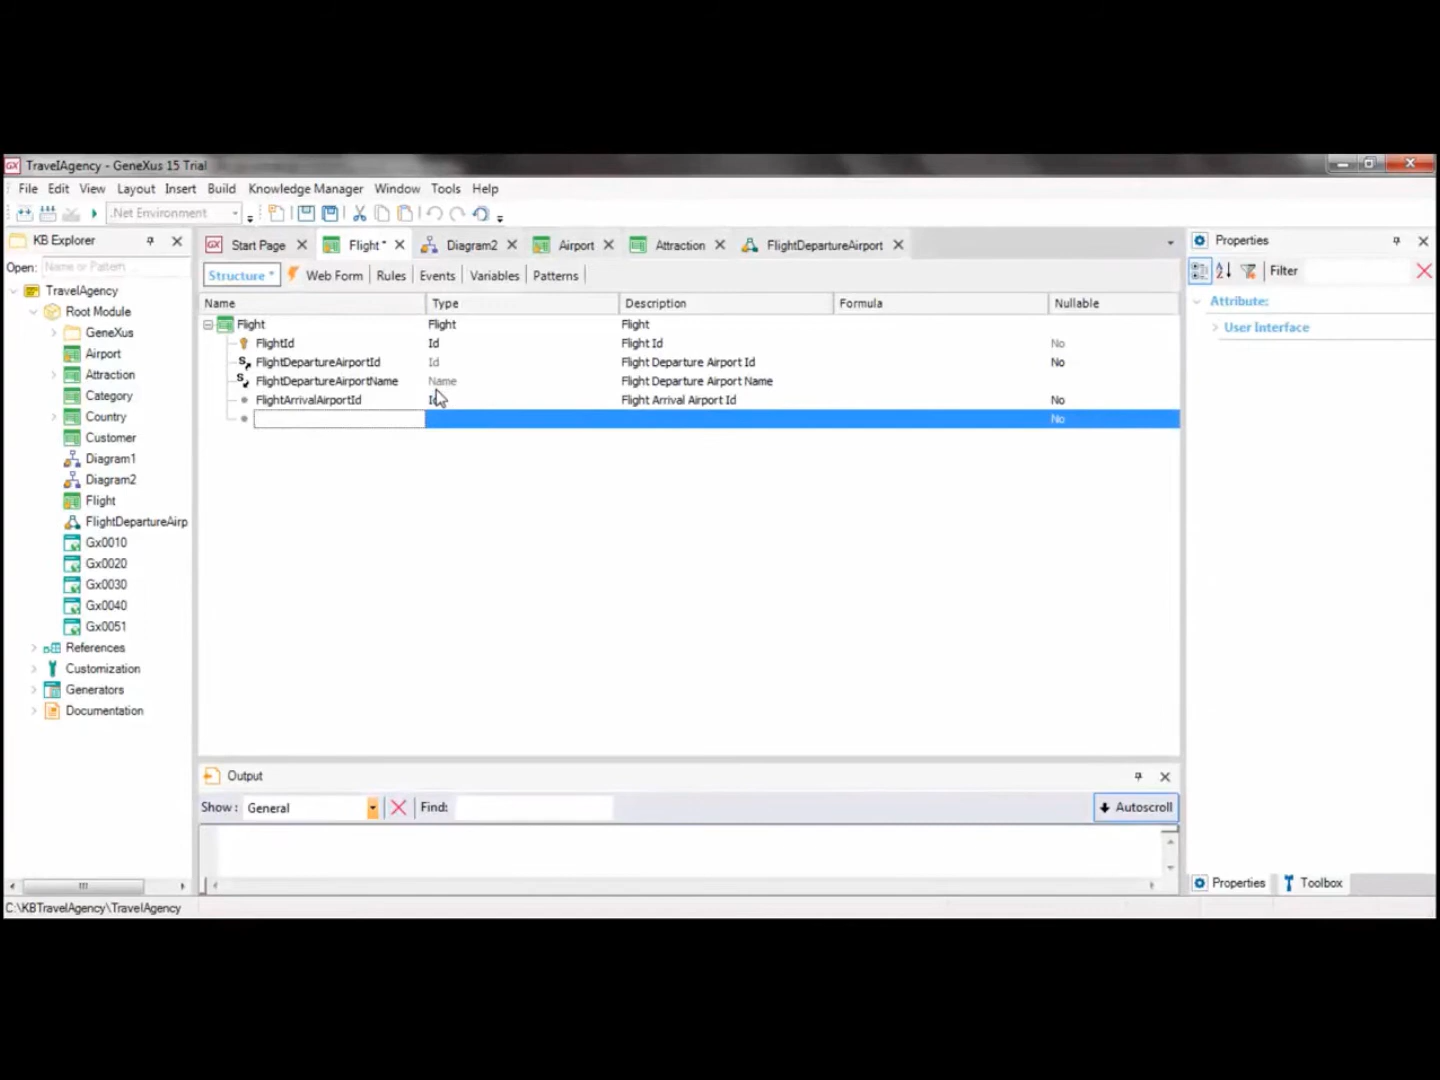 TravelAgency - GeneXus 15 Trial
File Edit View Layout Insert Build Knowledge Manager Window Tools Help
.Net Environment
KB Explorer
Start Page Flight * Diagram2 Airport Attraction FlightDepartureAirport
Properties
Open: Name or Pattern
Structure * Web Form Rules Events Variables Patterns
Filter
TravelAgency
Root Module
GeneXus
Airport
Attraction
Category
Country
Customer
Diagram1
Diagram2
Flight
FlightDepartureAirp
Gx0010
Gx0020
Gx0030
Gx0040
Gx0051
References
Customization
Generators
Documentation
Name Type Description Formula Nullable
Flight Flight Flight
FlightId Id Flight Id No
FlightDepartureAirportId Id Flight Departure Airport Id No
FlightDepartureAirportName Name Flight Departure Airport Name
FlightArrivalAirportId Id Flight Arrival Airport Id No
No
Attribute:
User Interface
Output
Show: General Find: Autoscroll
Properties Toolbox
C:\KBTravelAgency\TravelAgency